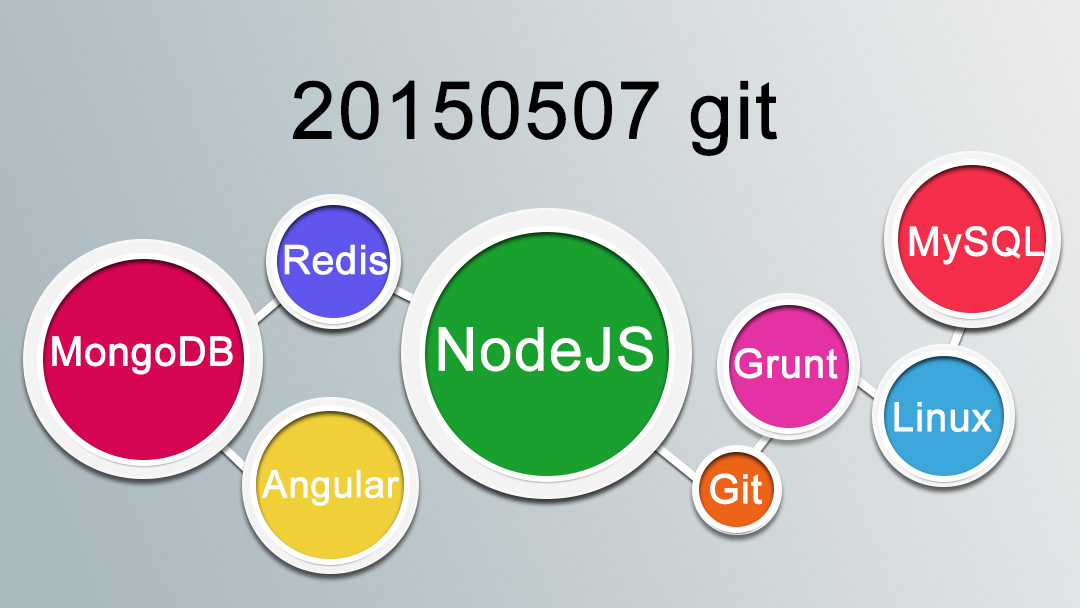 20150507 git
MongoDB
Redis
Angular
NodeJS
Git
Grunt
Linux
MySQL